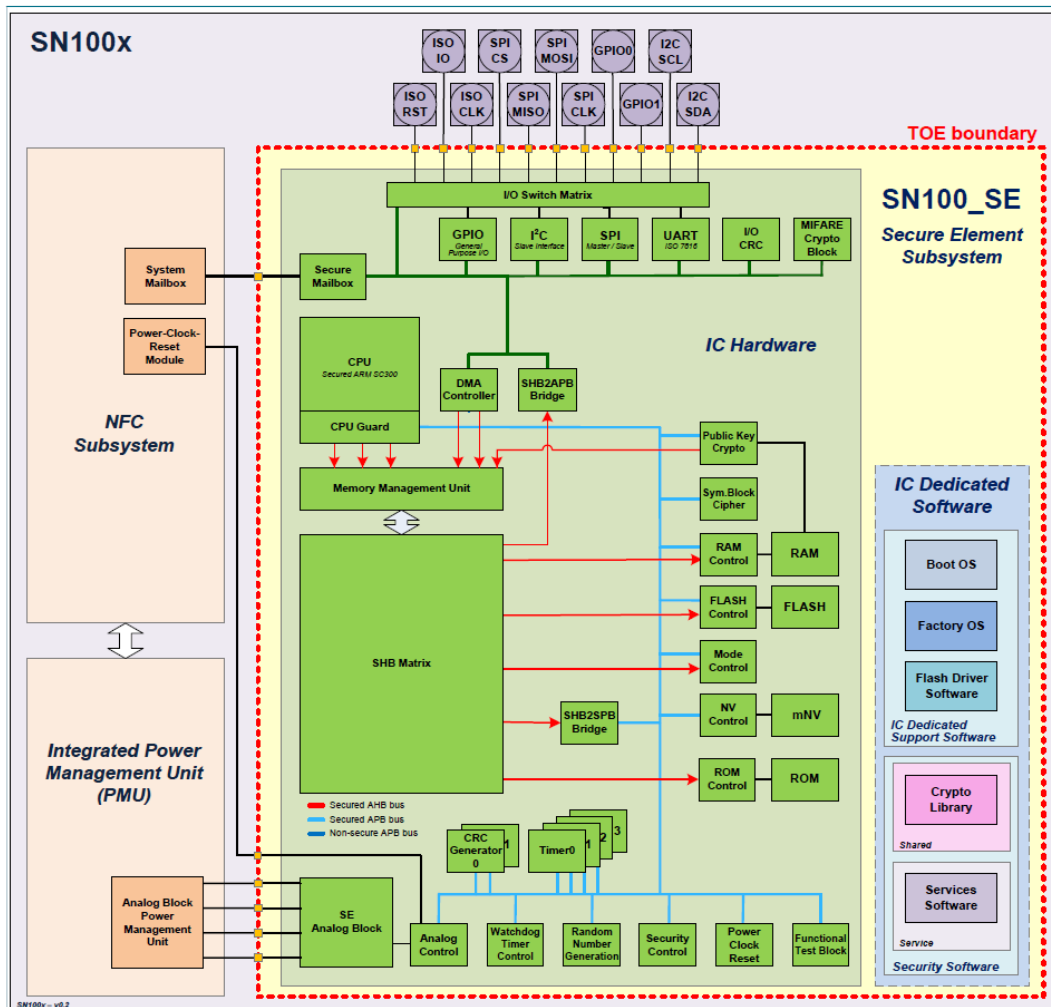 SN100x
ISO
IO
SPI
CS
SPI
MOSI
GPIO0
I2C
SCL
ISO
RST
ISO
CLK
SPI
MISO
SPI
CLK
GPIO1
I2C
SDA
TOE boundary
I/O Switch Matrix
SN100_SE
Secure Element
Subsystem
GPIO
General
Purpose I/O
I²C
Slave Interface
SPI
Master / Slave
UART
ISO 7816
I/O
CRC
MIFARE
Crypto
Block
System
Mailbox
Secure
Mailbox
Power-Clock-
Reset
Module
IC Hardware
CPU
Secured ARM SC300
DMA
Controller
SHB2APB
Bridge
NFC
Subsystem
CPU Guard
Public Key
Crypto
Memory Management Unit
Sym.Block
Cipher
IC Dedicated
Software
RAM
Control
RAM
Boot OS
FLASH
Control
FLASH
Factory OS
SHB Matrix
Mode
Control
Flash Driver
Software
SHB2SPB
Bridge
NV
Control
mNV
IC Dedicated
Support Software
Integrated Power
Management Unit
(PMU)
ROM
Control
ROM
Crypto
Library
Shared
Secured AHB bus
Secured APB bus
Non-secure APB bus
CRC
Generator
0
1
Timer0
1
2
3
Analog Block
Power
Management
Unit
SE
Analog Block
Services
Software
Service
Analog
Control
Watchdog
Timer
Control
Random
Number
Generation
Security
Control
Power
Clock
Reset
Functional
Test Block
Security Software
SN100x – v0.2